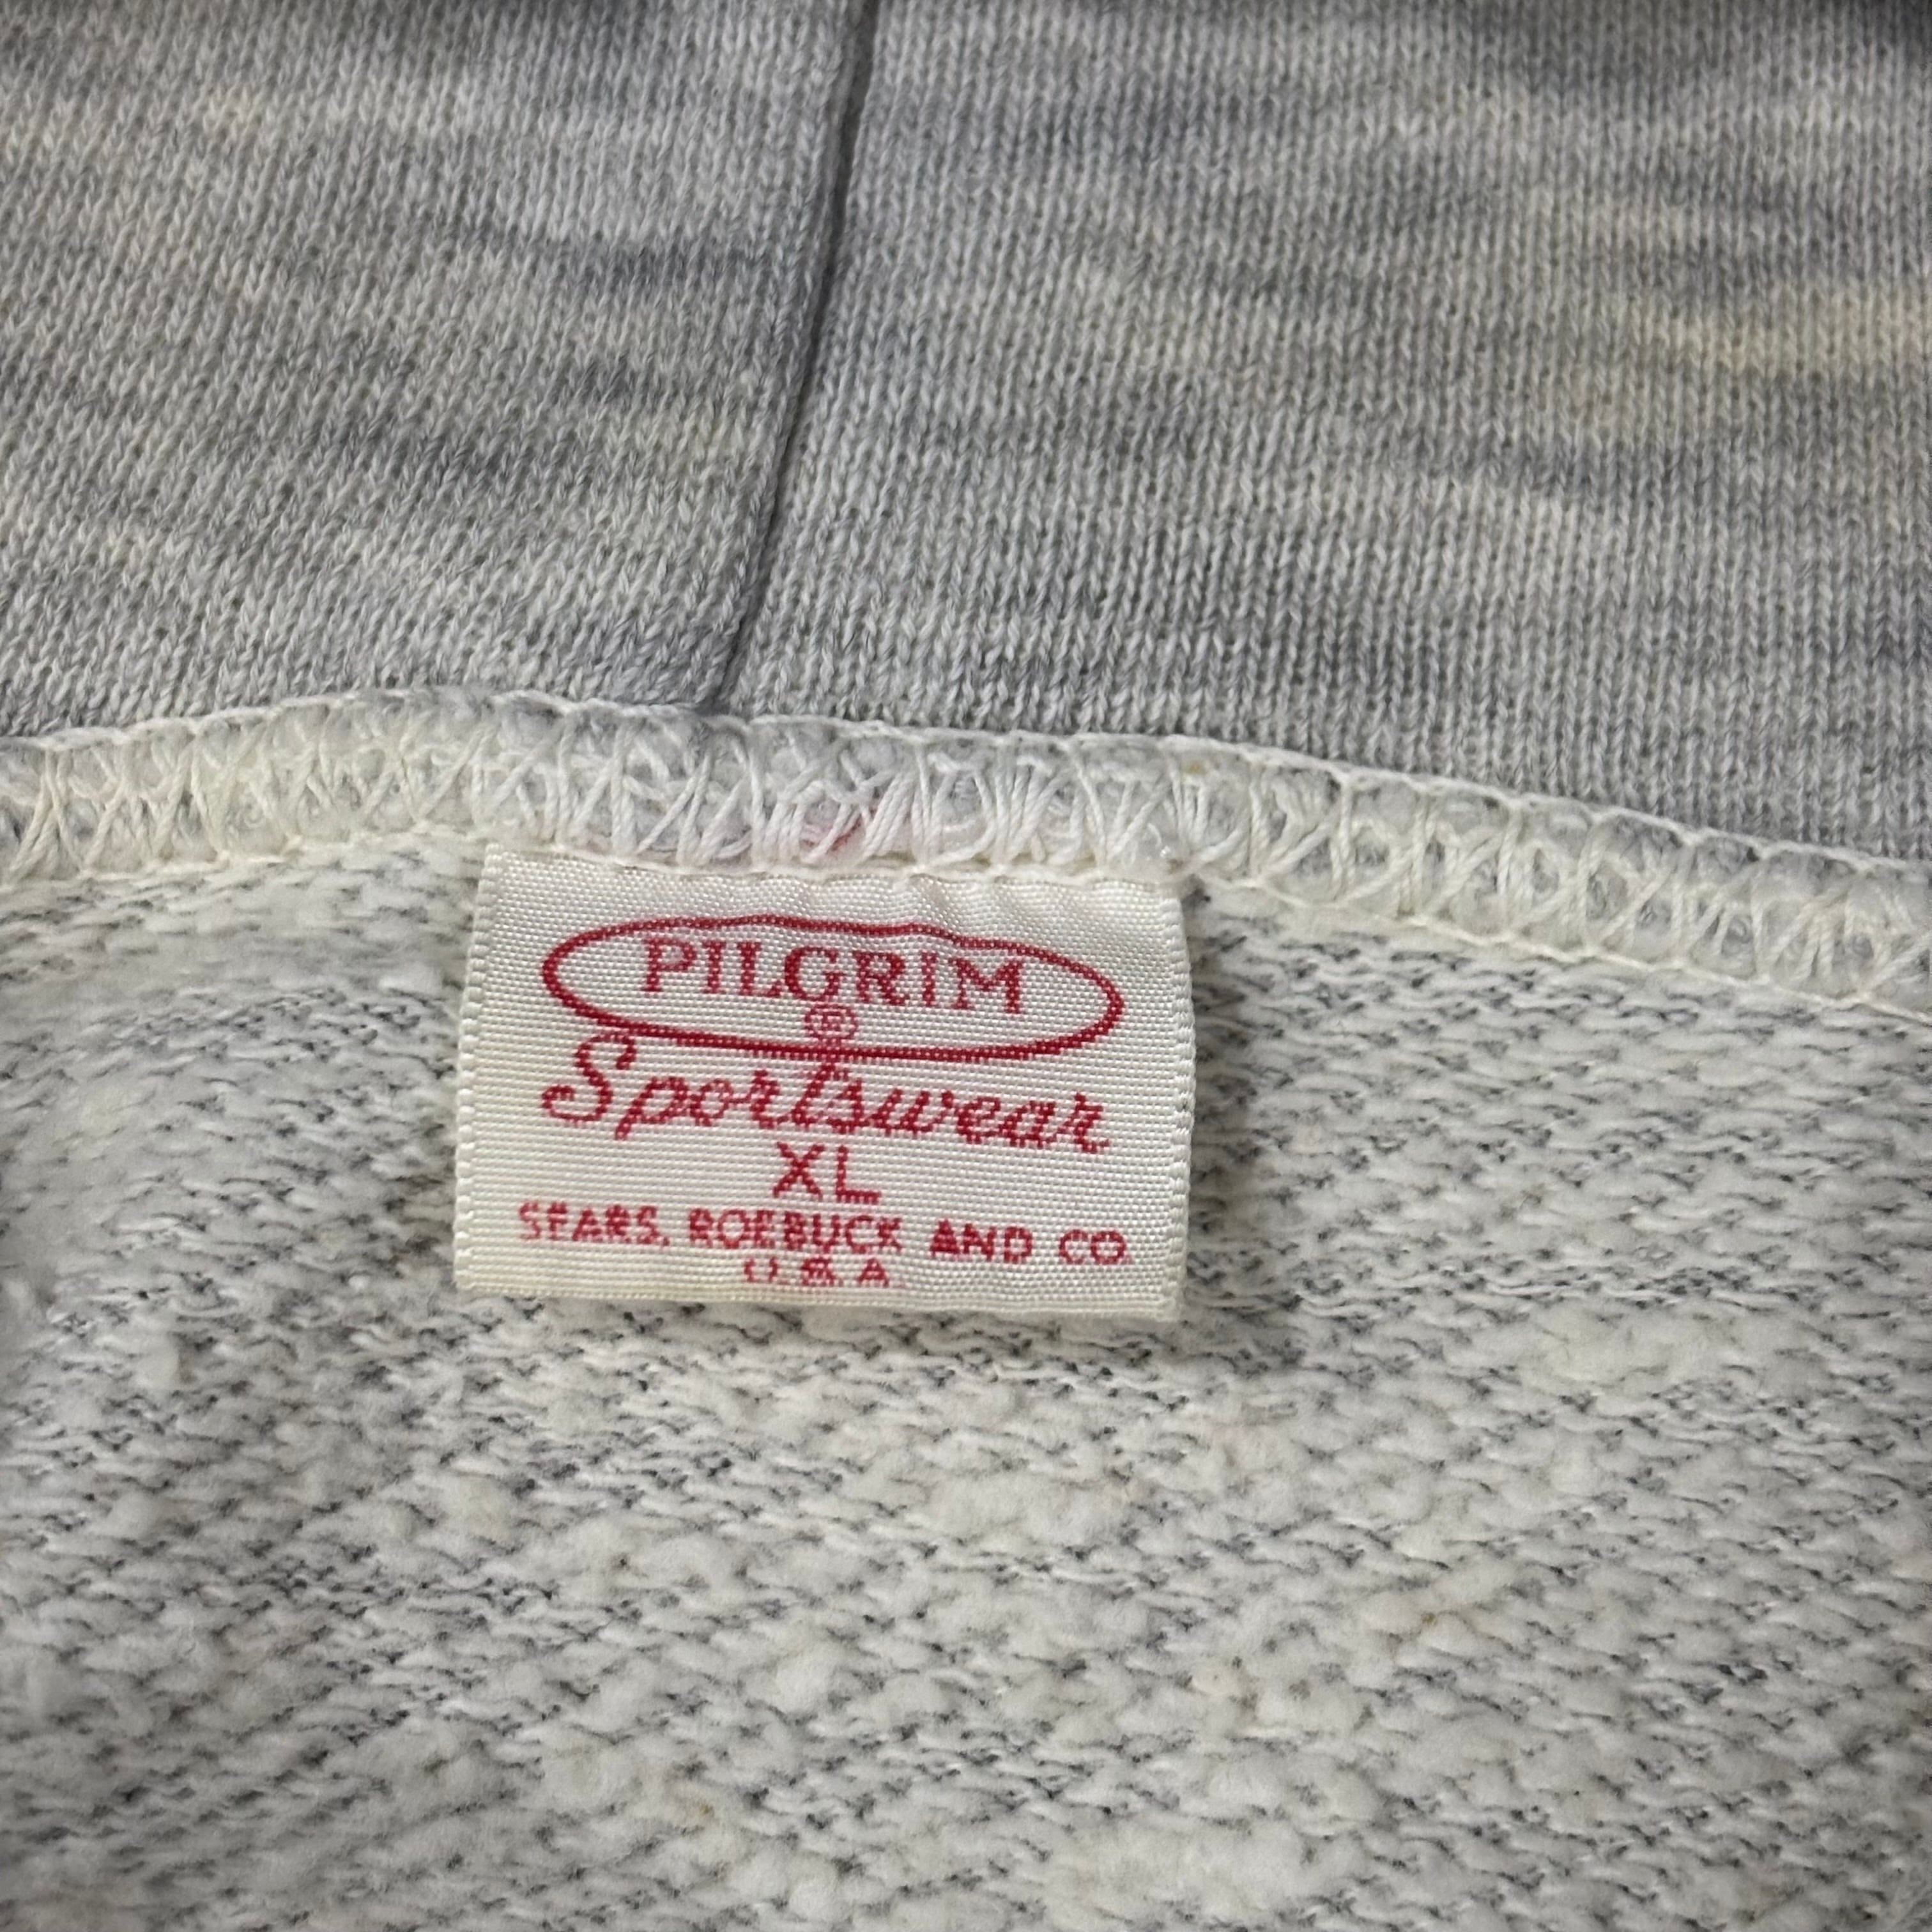 PILGRIM
®
Sportswear
XL
SEARS, ROEBUCK AND CO.
U.S.A.